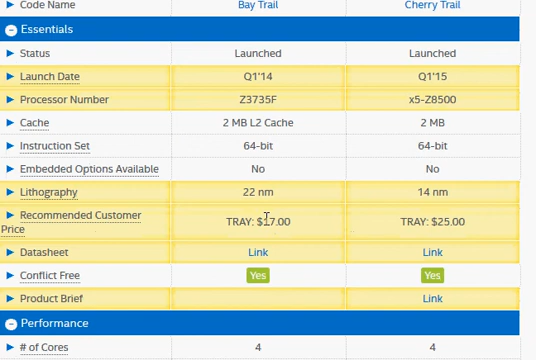 Code Name Bay Trail Cherry Trail
Essentials
Status Launched Launched
Launch Date Q1'14 Q1'15
Processor Number Z3735F x5-Z8500
Cache 2 MB L2 Cache 2 MB
Instruction Set 64-bit 64-bit
Embedded Options Available No No
Lithography 22 nm 14 nm
Recommended Customer
Price TRAY: $17.00 TRAY: $25.00
Datasheet Link Link
Conflict Free Yes Yes
Product Brief Link
Performance
# of Cores 4 4